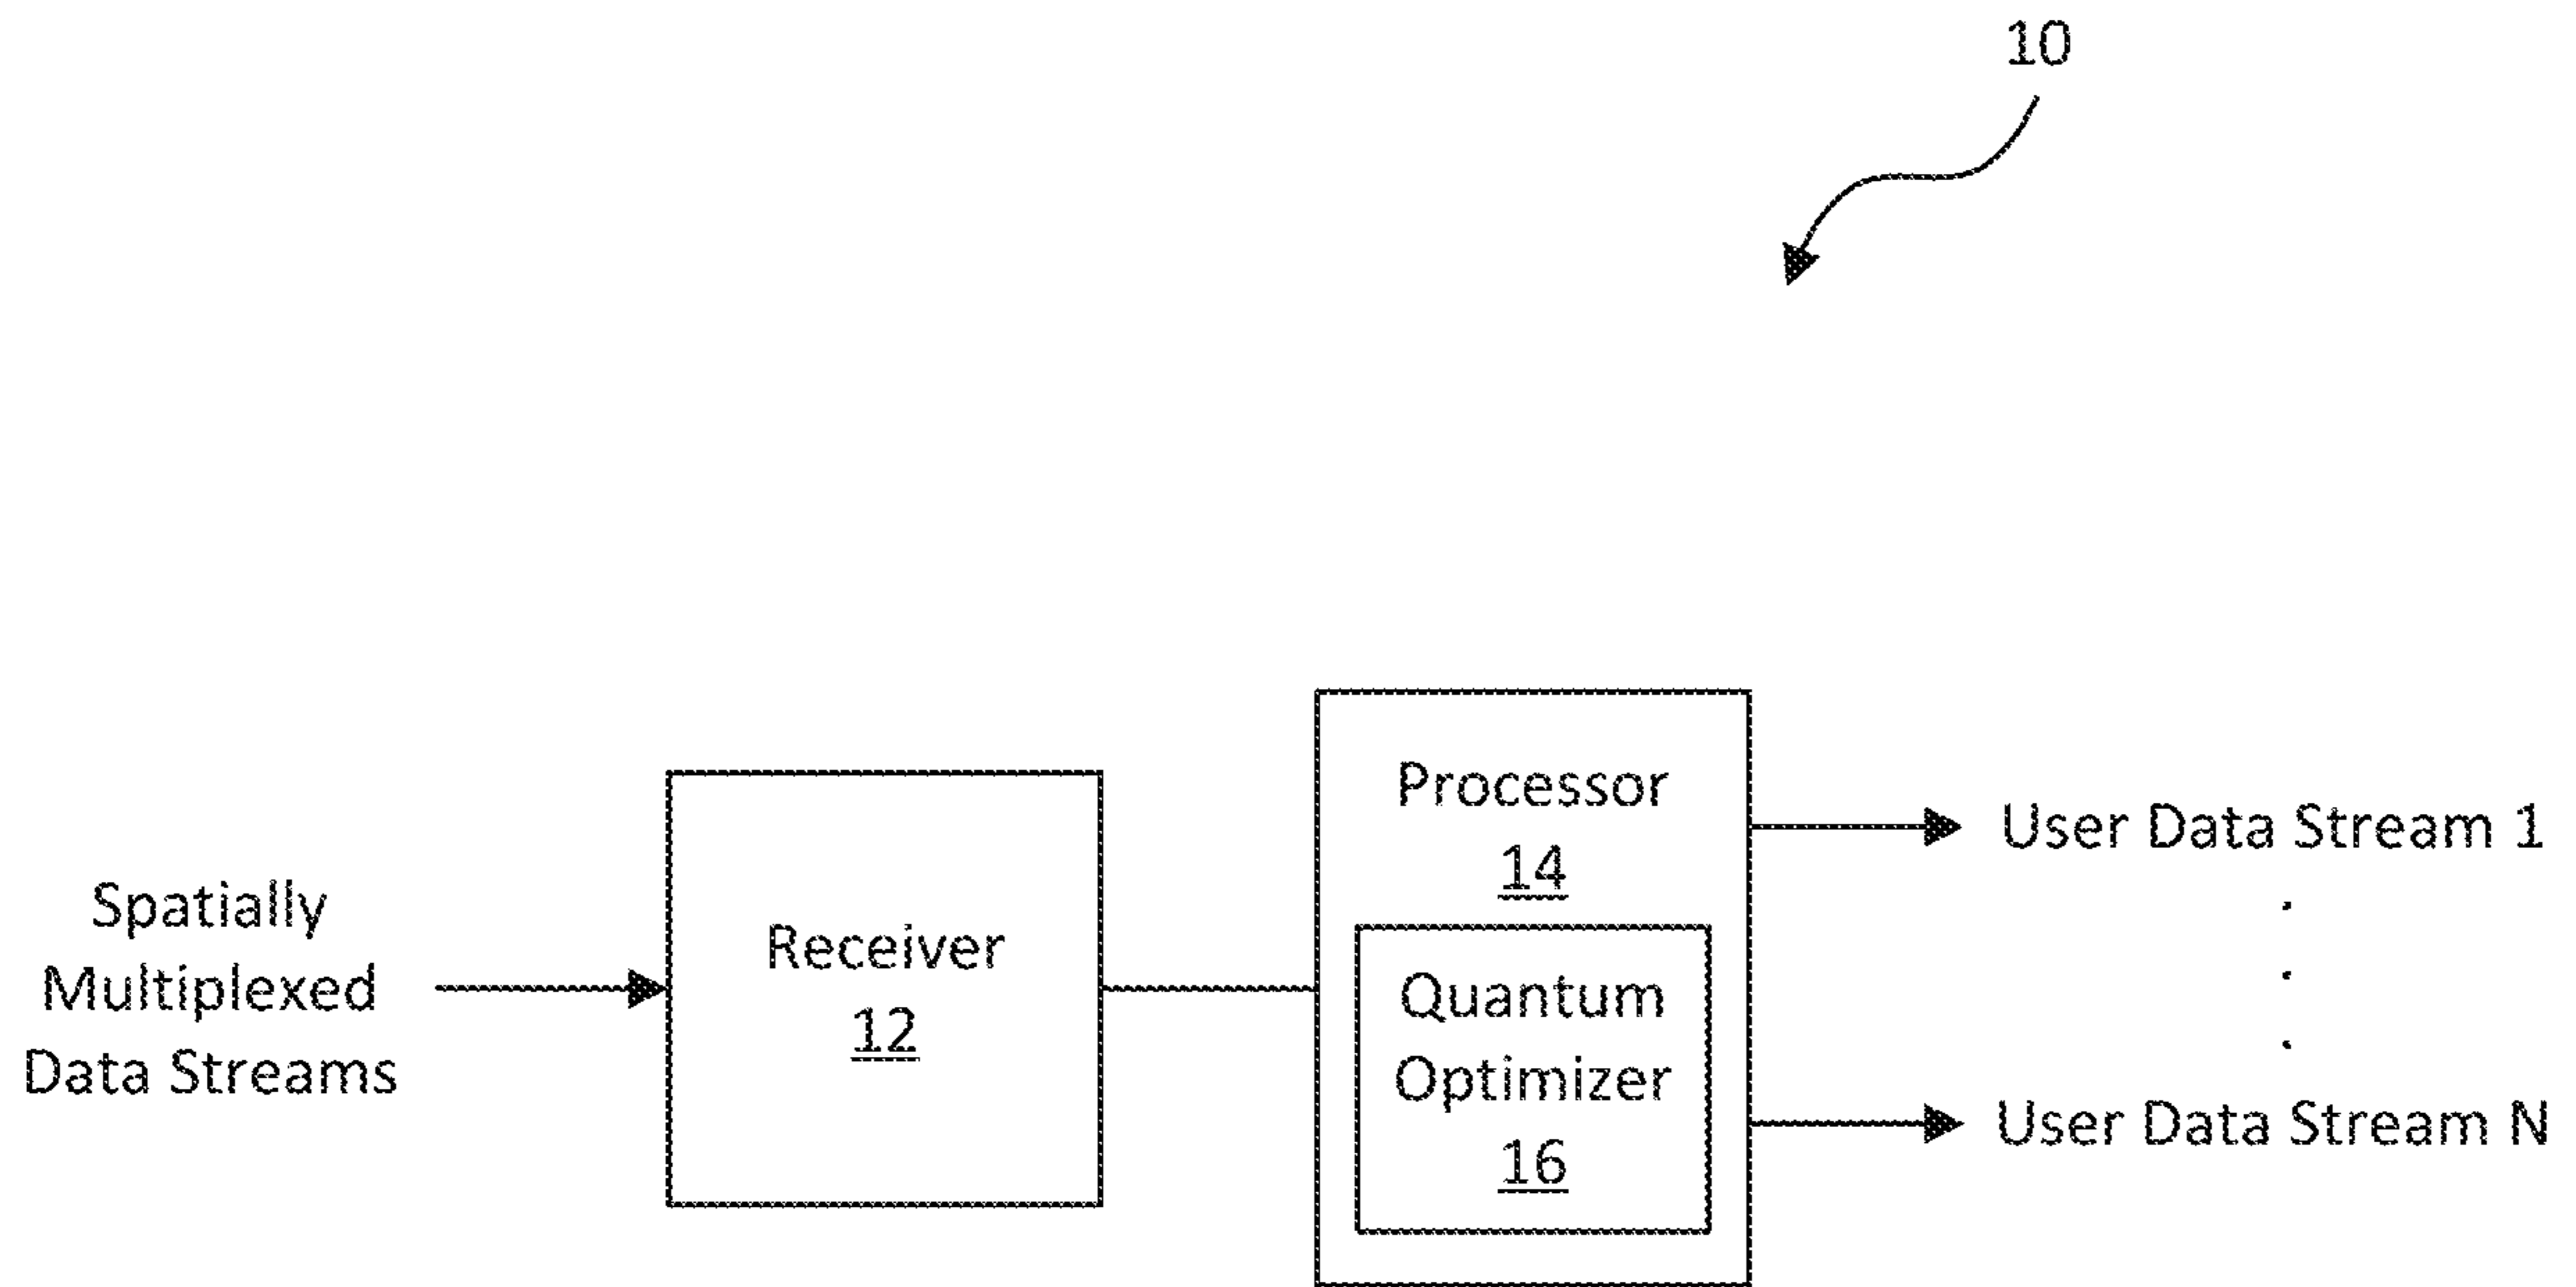 10
Spatially
Multiplexed
Data Streams
Receiver
12
Processor
14
Quantum
Optimizer
16
User Data Stream 1
.
.
.
User Data Stream N